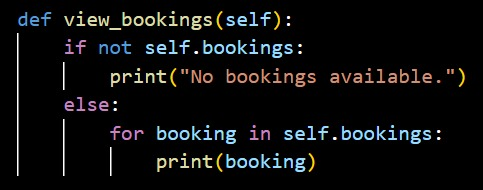 def view_bookings(self):
    if not self.bookings:
        print("No bookings available.")
    else:
        for booking in self.bookings:
            print(booking)